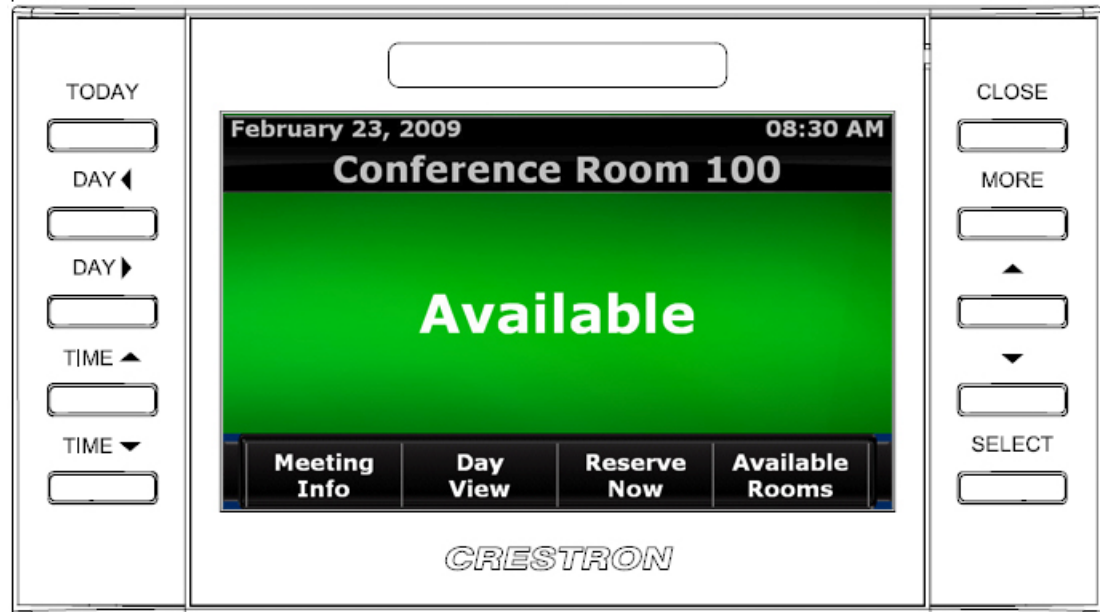 TODAY
DAY
DAY
TIME
TIME
February 23, 2009 08:30 AM
Conference Room 100
Available
Meeting Info
Day View
Reserve Now
Available Rooms
CRESTRON
CLOSE
MORE
SELECT